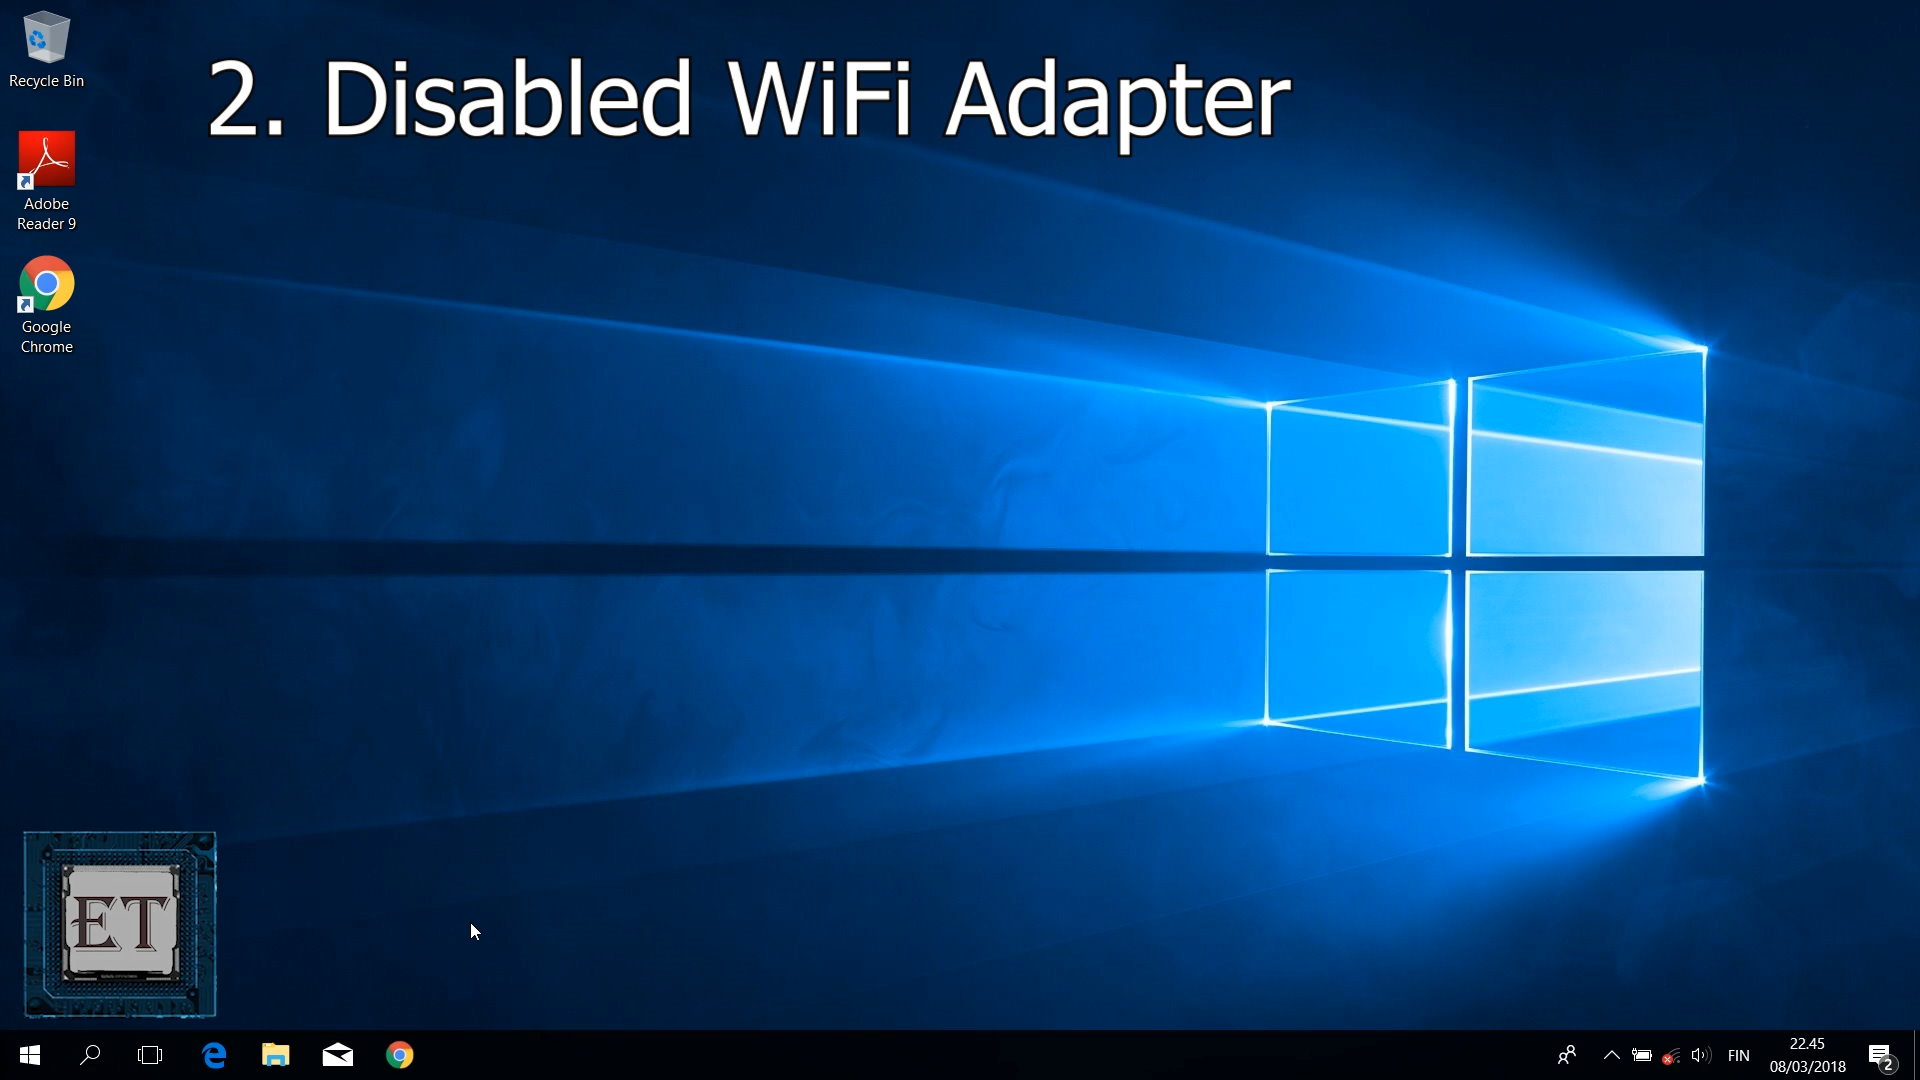 2. Disabled WiFi Adapter
Recycle Bin
Adobe
Reader 9
Google
Chrome
ET
FIN
22.45
08/03/2018
2